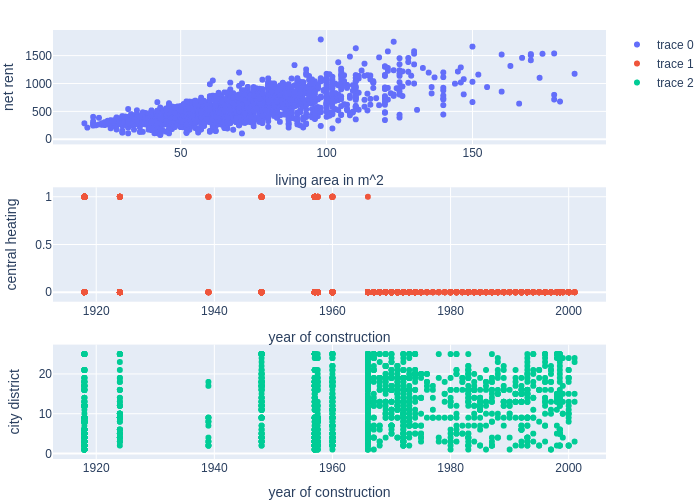 1500
1000
500
0
net rent
50
100
150
living area in m^2
trace 0
trace 1
trace 2
1
0.5
0
central heating
1920
1940
1960
1980
2000
year of construction
20
10
0
city district
1920
1940
1960
1980
2000
year of construction